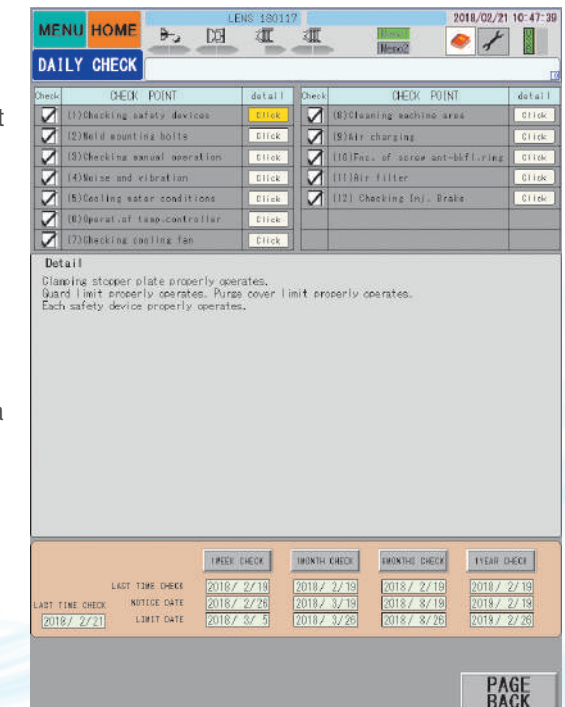 LENS 180117
2018/02/21 10:47:39
MENU HOME
Memo2
DAILY CHECK
Check CHECK POINT detail Check CHECK POINT detail
(1)Checking safety devices Click (8)Cleaning machine area Click
(2)Mold mounting bolts Click (9)Air charging Click
(3)Checking manual operation Click (10)Fnc. of screw ant-bkfl.ring Click
(4)Noise and vibration Click (11)Air filter Click
(5)Cooling water conditions Click (12) Checking Inj. Brake Click
(6)Operat.of temp.controller Click
(7)Checking cooling fan Click
Detail
Clamping stopper plate properly operates.
Guard limit properly operates. Purge cover limit properly operates.
Each safety device properly operates.
1WEEK CHECK 1MONTH CHECK 6MONTHS CHECK 1YEAR CHECK
LAST TIME CHECK 2018/ 2/19 2018/ 2/19 2018/ 2/19 2018/ 2/19
LAST TIME CHECK NOTICE DATE 2018/ 2/26 2018/ 3/19 2018/ 8/19 2019/ 2/19
2018/ 2/21 LIMIT DATE 2018/ 3/ 5 2018/ 3/26 2018/ 8/26 2019/ 2/26
PAGE
BACK